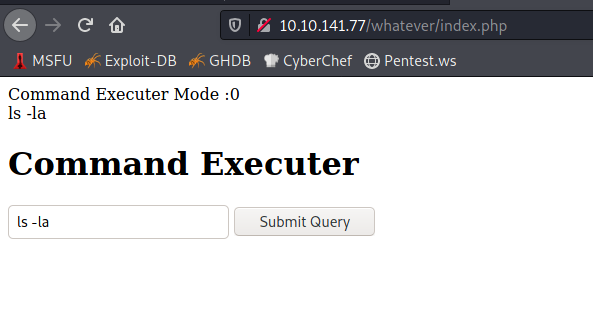 10.10.141.77/whatever/index.php
MSFU Exploit-DB GHDB CyberChef Pentest.ws
Command Executer Mode :0
ls -la
Command Executer
ls -la Submit Query